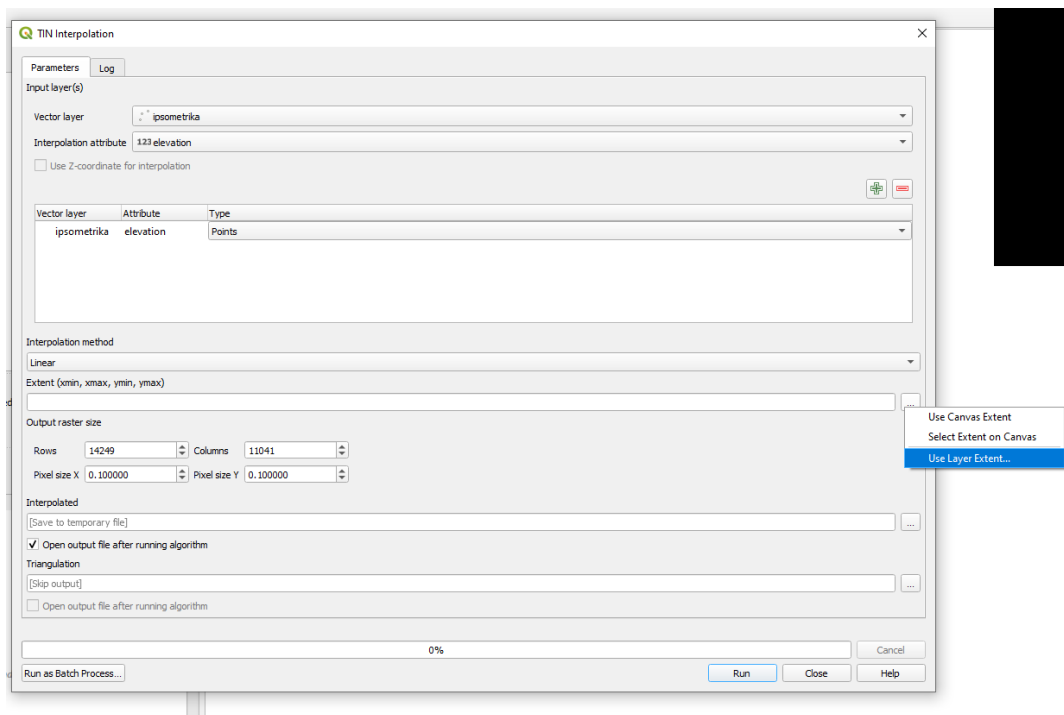 TIN Interpolation
Parameters Log
Input layer(s)
Vector layer ipsometrika
Interpolation attribute 123 elevation
Use Z-coordinate for interpolation
Vector layer Attribute Type
ipsometrika elevation Points
Interpolation method
Linear
Extent (xmin, xmax, ymin, ymax)
...
Use Canvas Extent
Select Extent on Canvas
Use Layer Extent...
Output raster size
Rows 14249 Columns 11041
Pixel size X 0.100000 Pixel size Y 0.100000
Interpolated
[Save to temporary file] ...
Open output file after running algorithm
Triangulation
[Skip output] ...
Open output file after running algorithm
0% Cancel
Run as Batch Process... Run Close Help